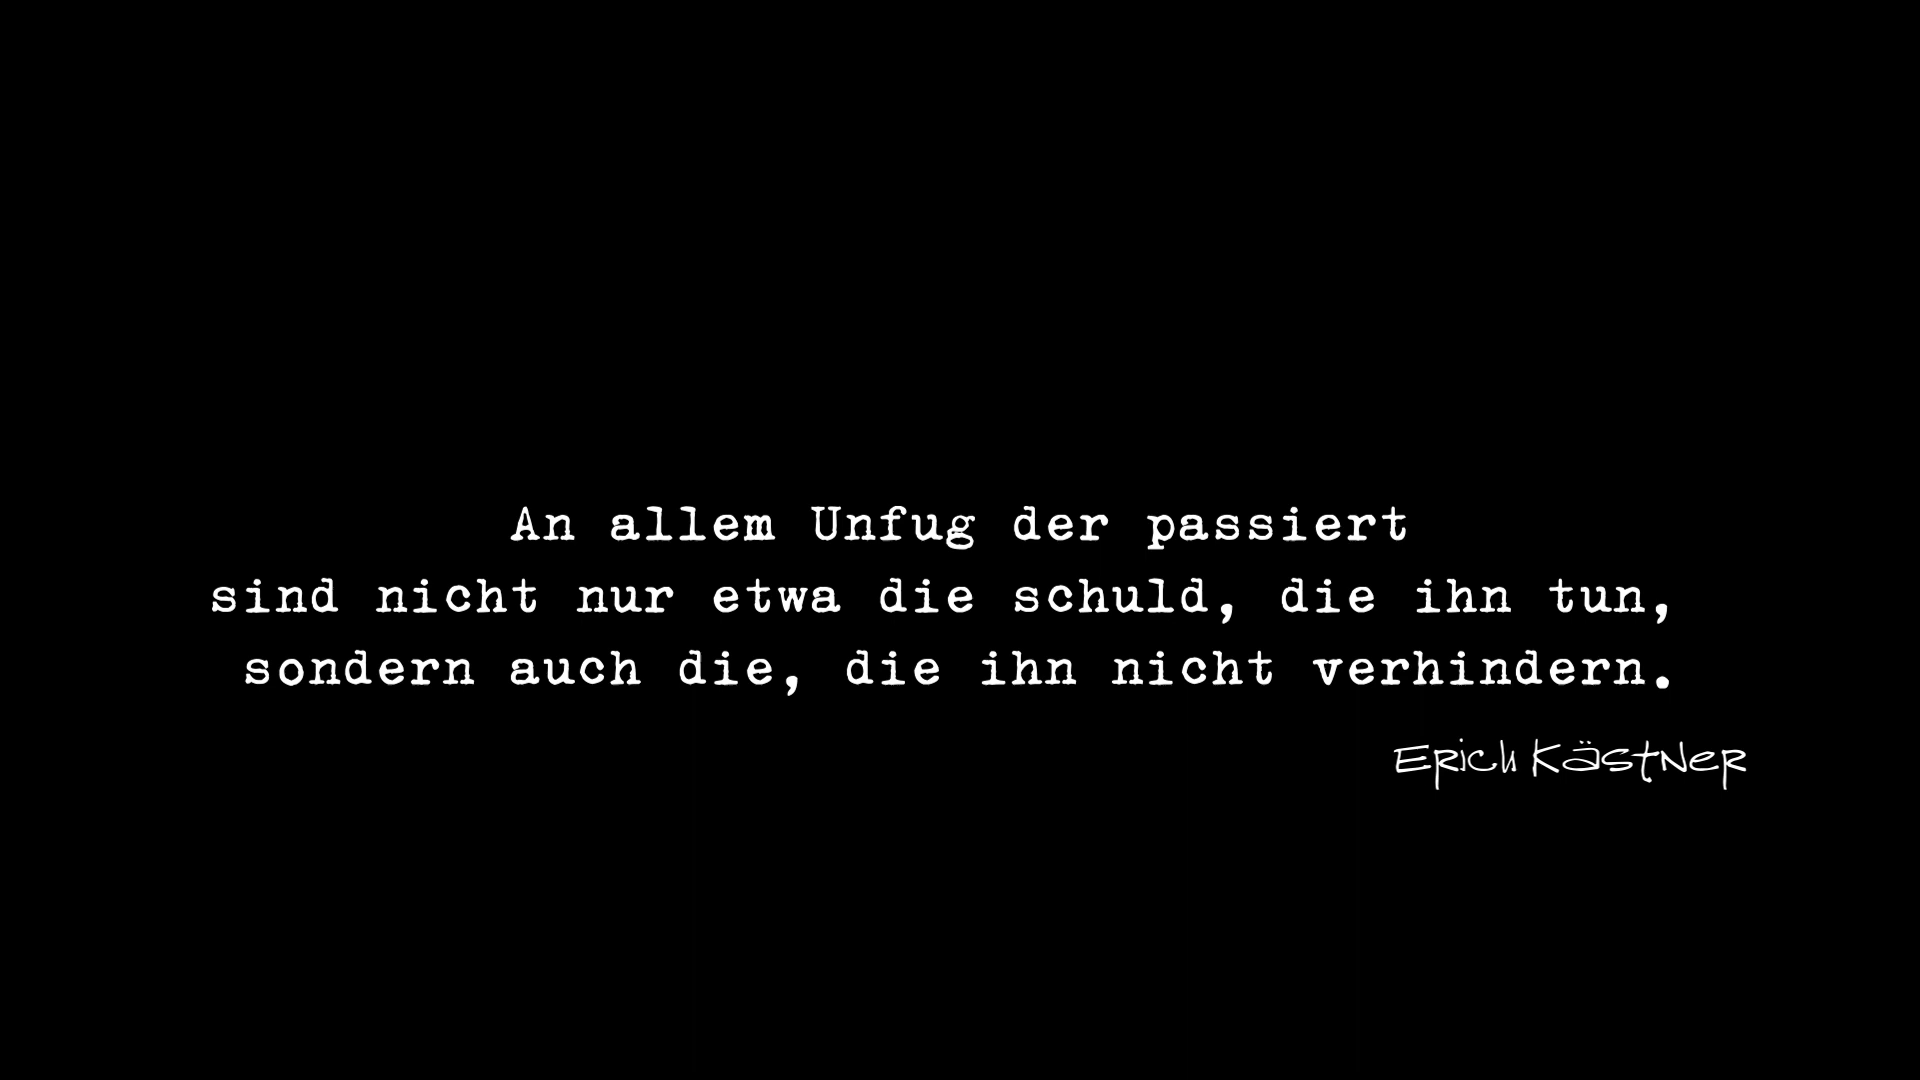 An allem Unfug der passiert
sind nicht nur etwa die schuld, die ihn tun,
sondern auch die, die ihn nicht verhindern.
Erich Kästner